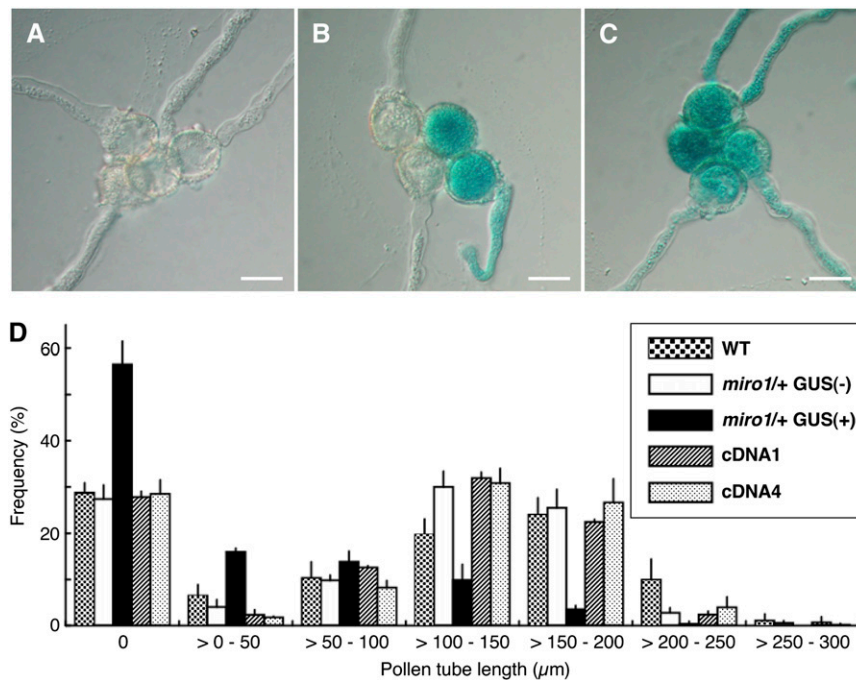 A
B
C
D
60
40
20
0
Frequency (%)
WT
miro1/+ GUS(-)
miro1/+ GUS(+)
cDNA1
cDNA4
0
> 0 - 50
> 50 - 100
> 100 - 150
> 150 - 200
> 200 - 250
> 250 - 300
Pollen tube length (µm)